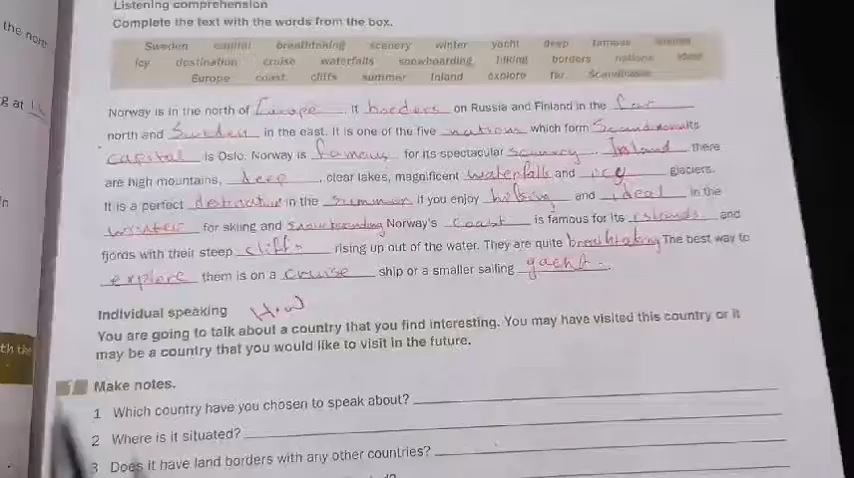 Listening comprehension
the nor
Complete the text with the words from the box.
Sweden capital breathtaking scenery winter yacht deep famous islands
icy destination cruise waterfalls snowboarding hiking borders nations ideal
Europe coast cliffs summer Inland explore far Scandinavia
g at
Norway is in the north of Europe. It borders on Russia and Finland in the far
north and Sweden in the east. It is one of the five nations which form Its
capital is Oslo. Norway is famous for its spectacular Inland there
are high mountains, deep, clear lakes, magnificent waterfalls and icy glaciers.
It is a perfect in the summer if you enjoy and ideal in the
for skiing and Norway's coast is famous for its islands and
fjords with their steep cliffs rising up out of the water. They are quite breathtaking The best way to
explore them is on a cruise ship or a smaller sailing yacht.
Individual speaking H.W
You are going to talk about a country that you find interesting. You may have visited this country or it
may be a country that you would like to visit in the future.
th the
Make notes.
1 Which country have you chosen to speak about?
2 Where is it situated?
3 Does it have land borders with any other countries?